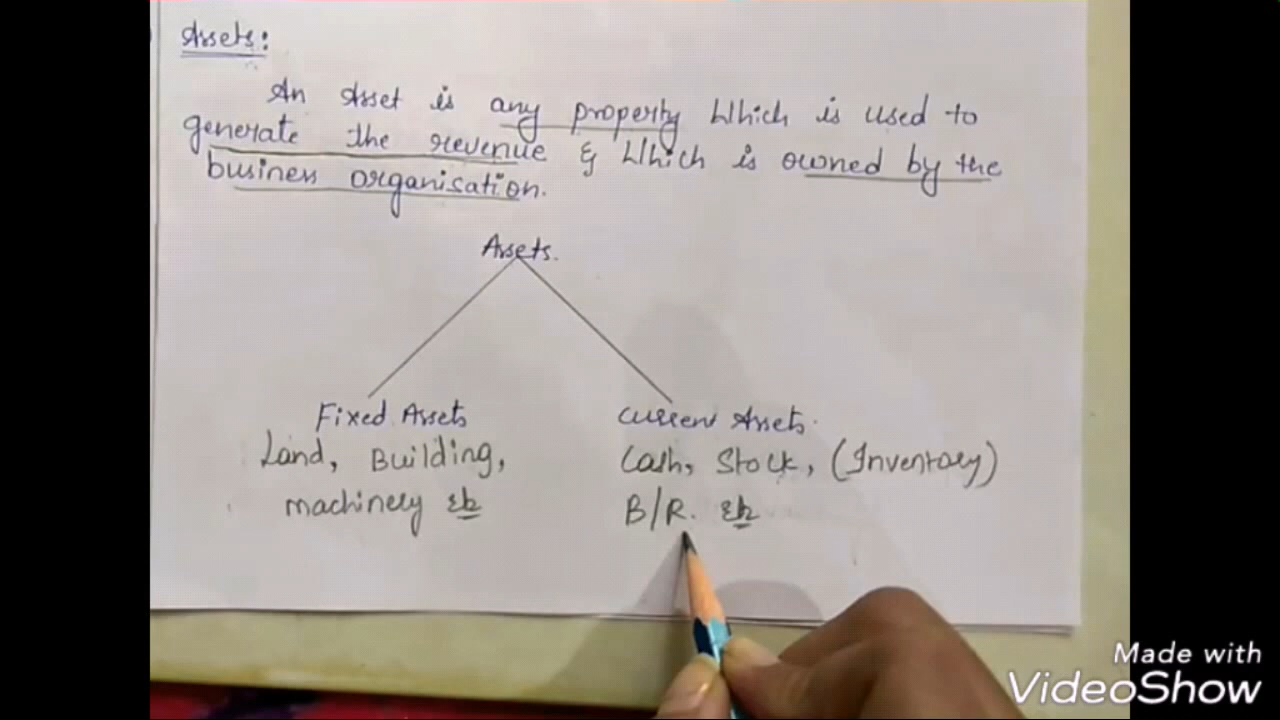 Assets:
An Asset is any property Which is used to
generate the revenue & Which is owned by the
business organisation.
Assets.
Fixed Assets
Land, Building,
machinery etc
Current Assets.
Cash, Stock, (Inventory)
B/R. etc
Made with
VideoShow